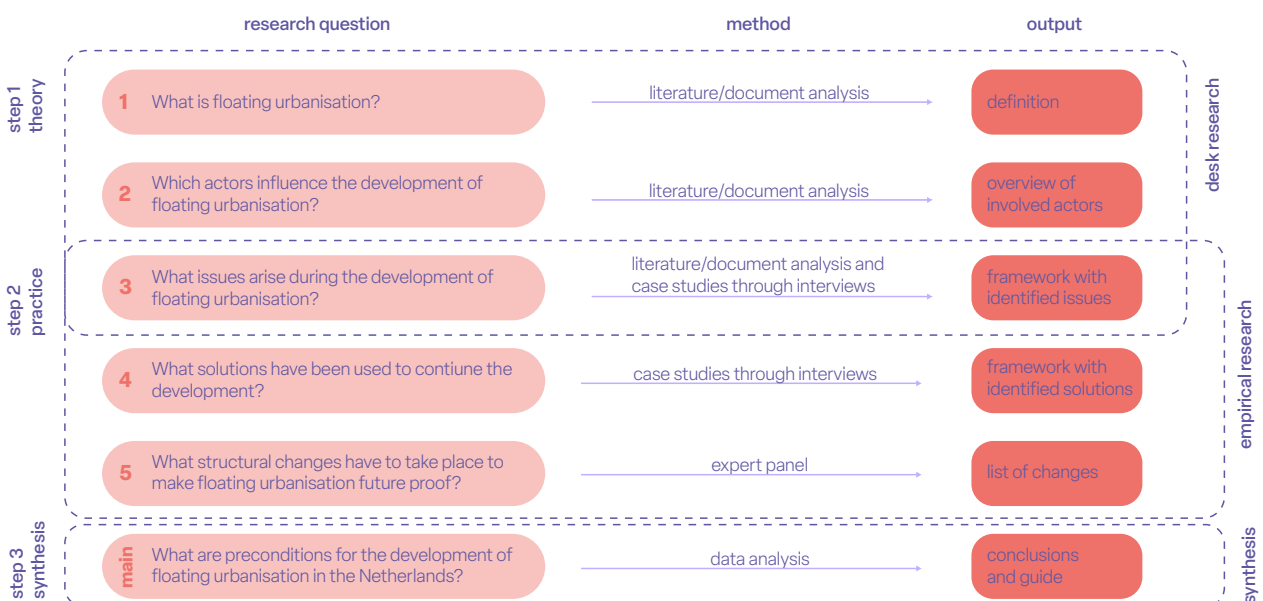 research question
method
output
step 1
theory
1
What is floating urbanisation?
literature/document analysis
definition
desk research
2
Which actors influence the development of
floating urbanisation?
literature/document analysis
overview of
involved actors
step 2
practice
3
What issues arise during the development of
floating urbanisation?
literature/document analysis and
case studies through interviews
framework with
identified issues
empirical research
4
What solutions have been used to contiune the
development?
case studies through interviews
framework with
identified solutions
5
What structural changes have to take place to
make floating urbanisation future proof?
expert panel
list of changes
step 3
synthesis
main
What are preconditions for the development of
floating urbanisation in the Netherlands?
data analysis
conclusions
and guide
synthesis